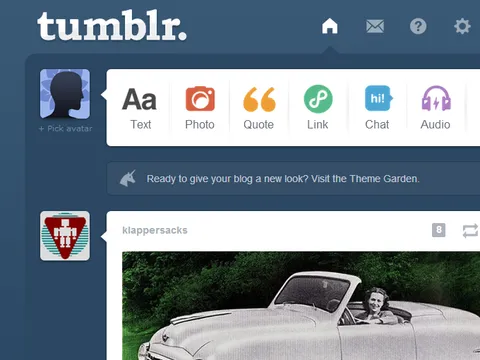 tumblr.
Aa
hi!
Text Photo Quote Link Chat Audio
+ Pick avatar
Ready to give your blog a new look? Visit the Theme Garden.
klappersacks 8